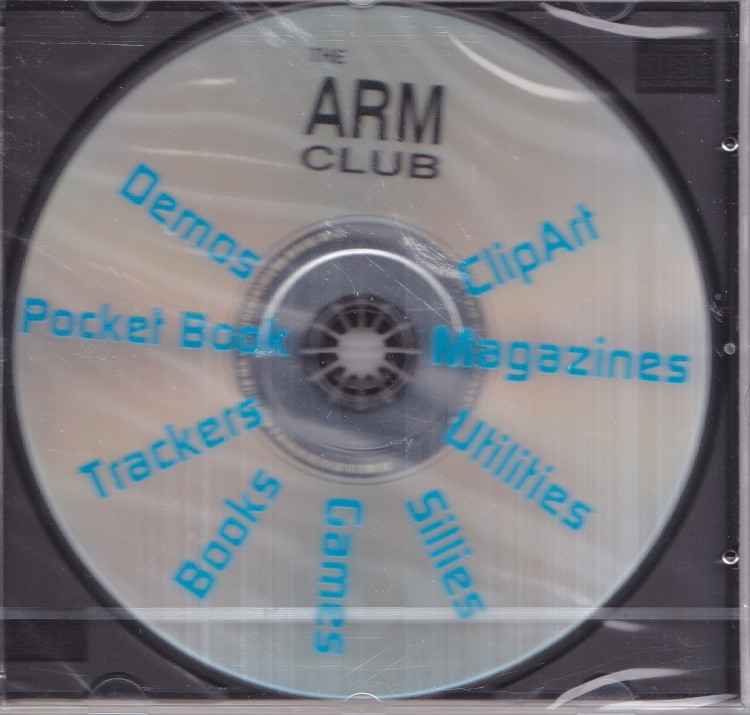 THE
ARM
CLUB
Demos
ClipArt
Pocket Book
Magazines
Trackers
Utilities
Books
Games
Sillies